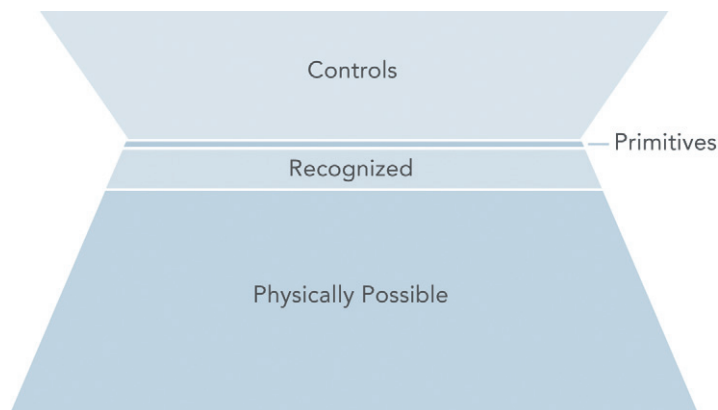 Controls
Primitives
Recognized
Physically Possible